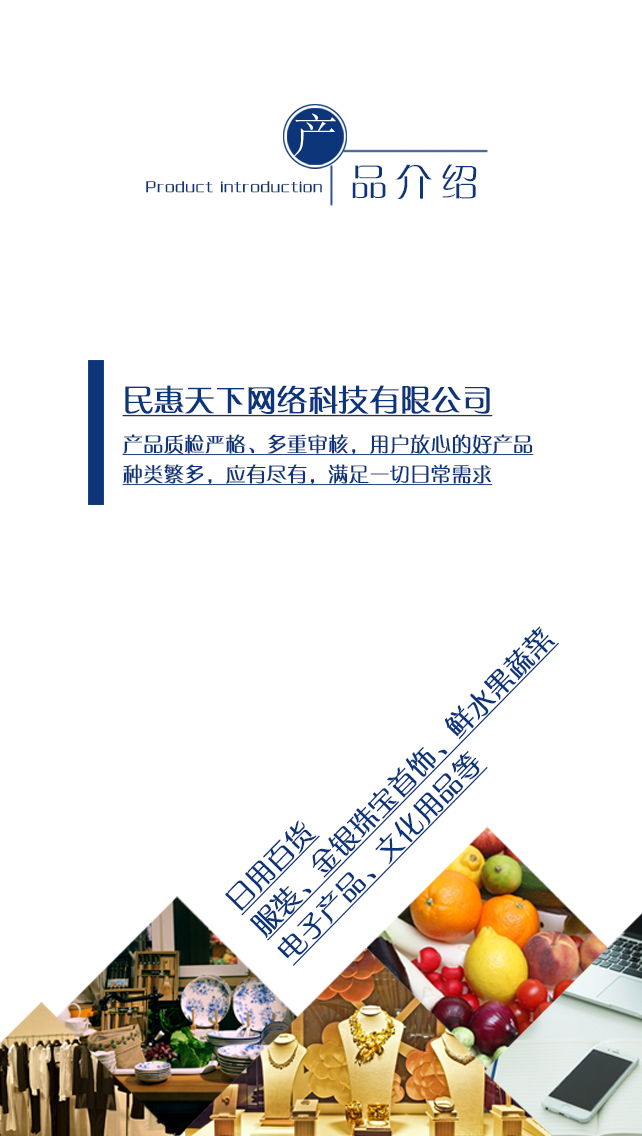 产品介绍
Product introduction
民惠天下网络科技有限公司
产品质检严格、多重审核，用户放心的好产品
种类繁多，应有尽有，满足一切日常需求
日用百货
服装、金银珠宝首饰、鲜水果蔬菜
电子产品、文化用品等